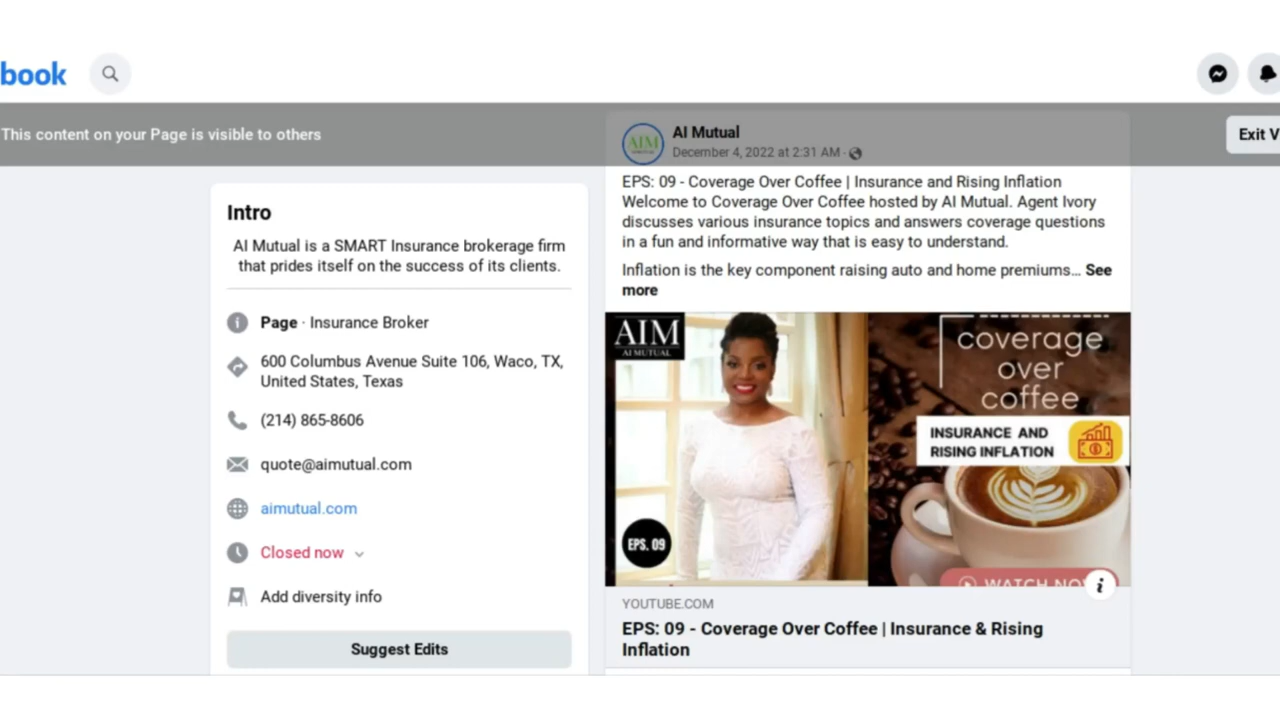 book
This content on your Page is visible to others
Exit V
AIM
AI Mutual
December 4, 2022 at 2:31 AM ·
EPS: 09 - Coverage Over Coffee | Insurance and Rising Inflation
Welcome to Coverage Over Coffee hosted by AI Mutual. Agent Ivory
discusses various insurance topics and answers coverage questions
in a fun and informative way that is easy to understand.
Inflation is the key component raising auto and home premiums... See
more
Intro
AI Mutual is a SMART Insurance brokerage firm
that prides itself on the success of its clients.
Page · Insurance Broker
600 Columbus Avenue Suite 106, Waco, TX,
United States, Texas
(214) 865-8606
quote@aimutual.com
aimutual.com
Closed now
Add diversity info
Suggest Edits
AIM
AI MUTUAL
EPS. 09
coverage
over
coffee
INSURANCE AND
RISING INFLATION
WATCH NOW
YOUTUBE.COM
EPS: 09 - Coverage Over Coffee | Insurance & Rising
Inflation